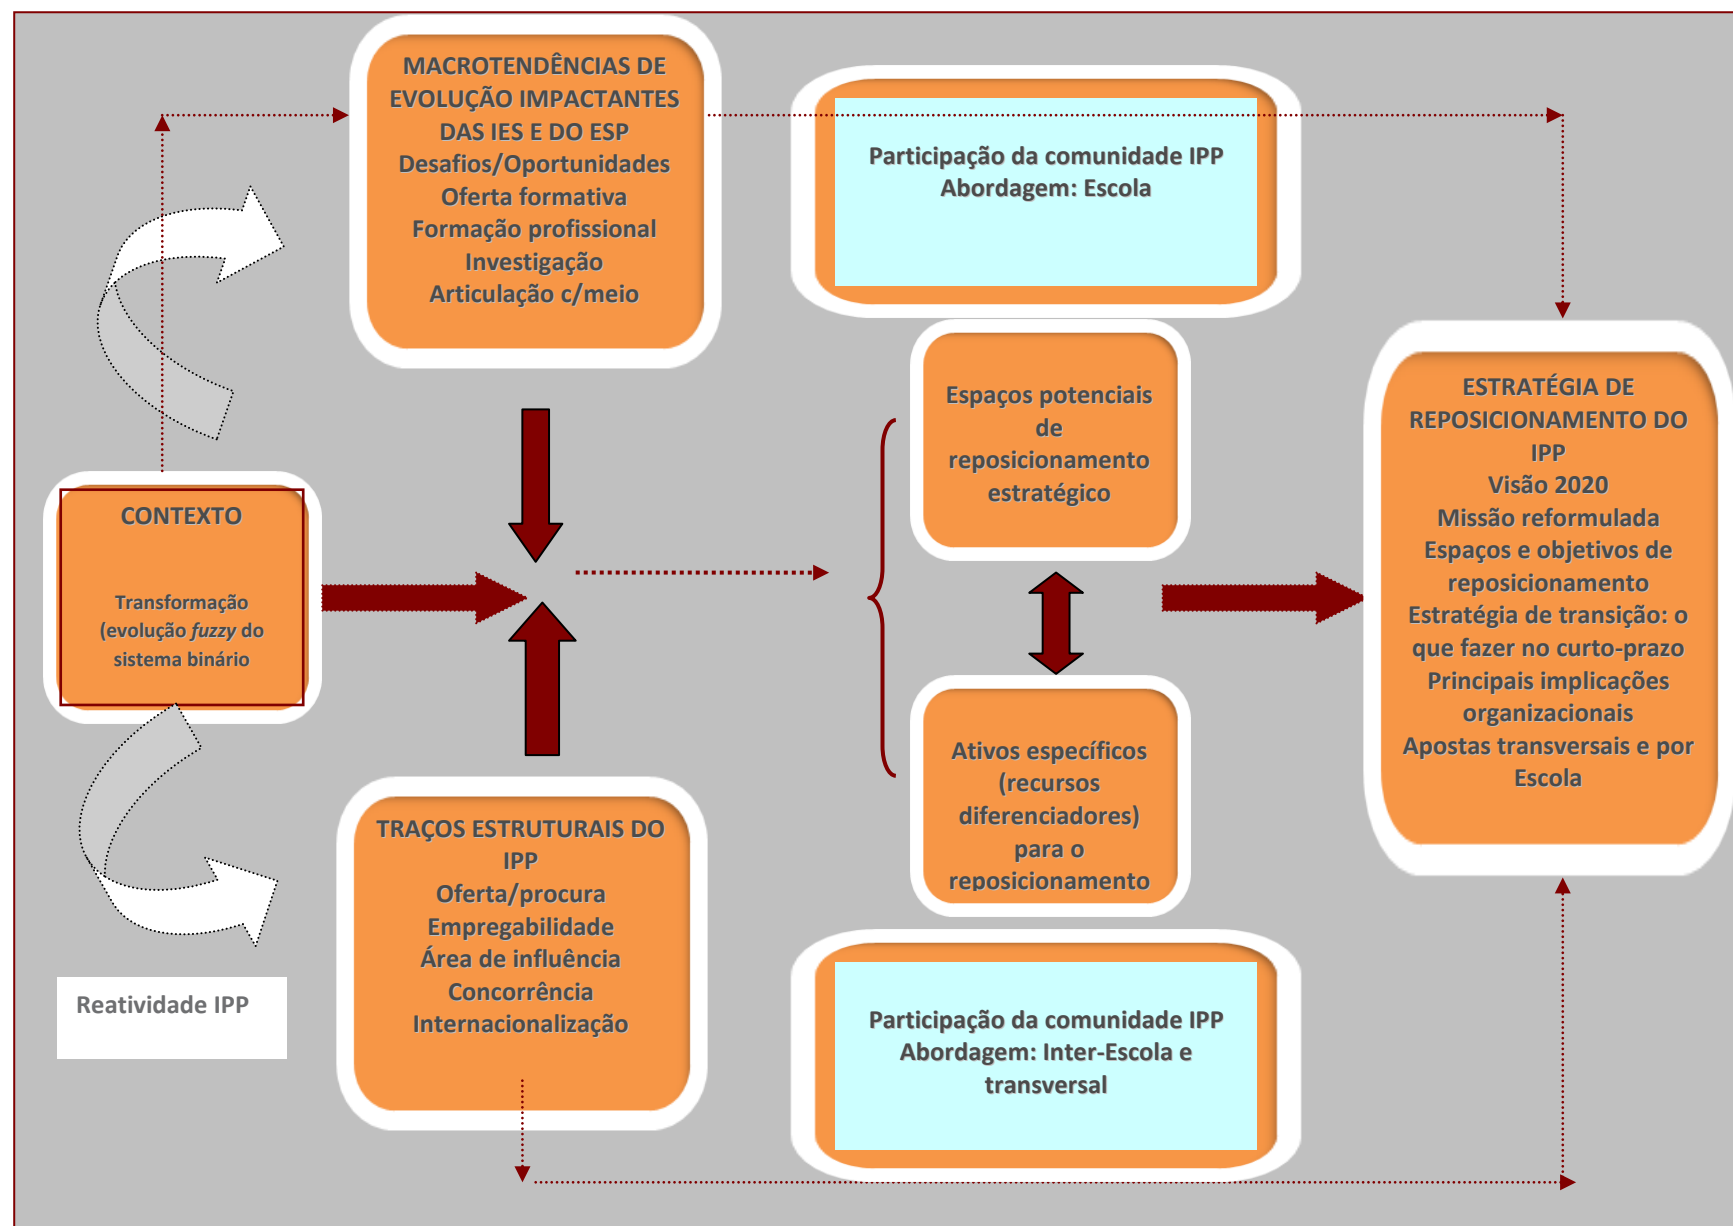 MACROTENDÊNCIAS DE
EVOLUÇÃO IMPACTANTES
DAS IES E DO ESP
Desafios/Oportunidades
Oferta formativa
Formação profissional
Investigação
Articulação c/meio
Participação da comunidade IPP
Abordagem: Escola
CONTEXTO
Transformação
(evolução fuzzy do
sistema binário
Espaços potenciais
de
reposicionamento
estratégico
Ativos específicos
(recursos
diferenciadores)
para o
reposicionamento
ESTRATÉGIA DE
REPOSICIONAMENTO DO
IPP
Visão 2020
Missão reformulada
Espaços e objetivos de
reposicionamento
Estratégia de transição: o
que fazer no curto-prazo
Principais implicações
organizacionais
Apostas transversais e por
Escola
TRAÇOS ESTRUTURAIS DO
IPP
Oferta/procura
Empregabilidade
Área de influência
Concorrência
Internacionalização
Reatividade IPP
Participação da comunidade IPP
Abordagem: Inter-Escola e
transversal